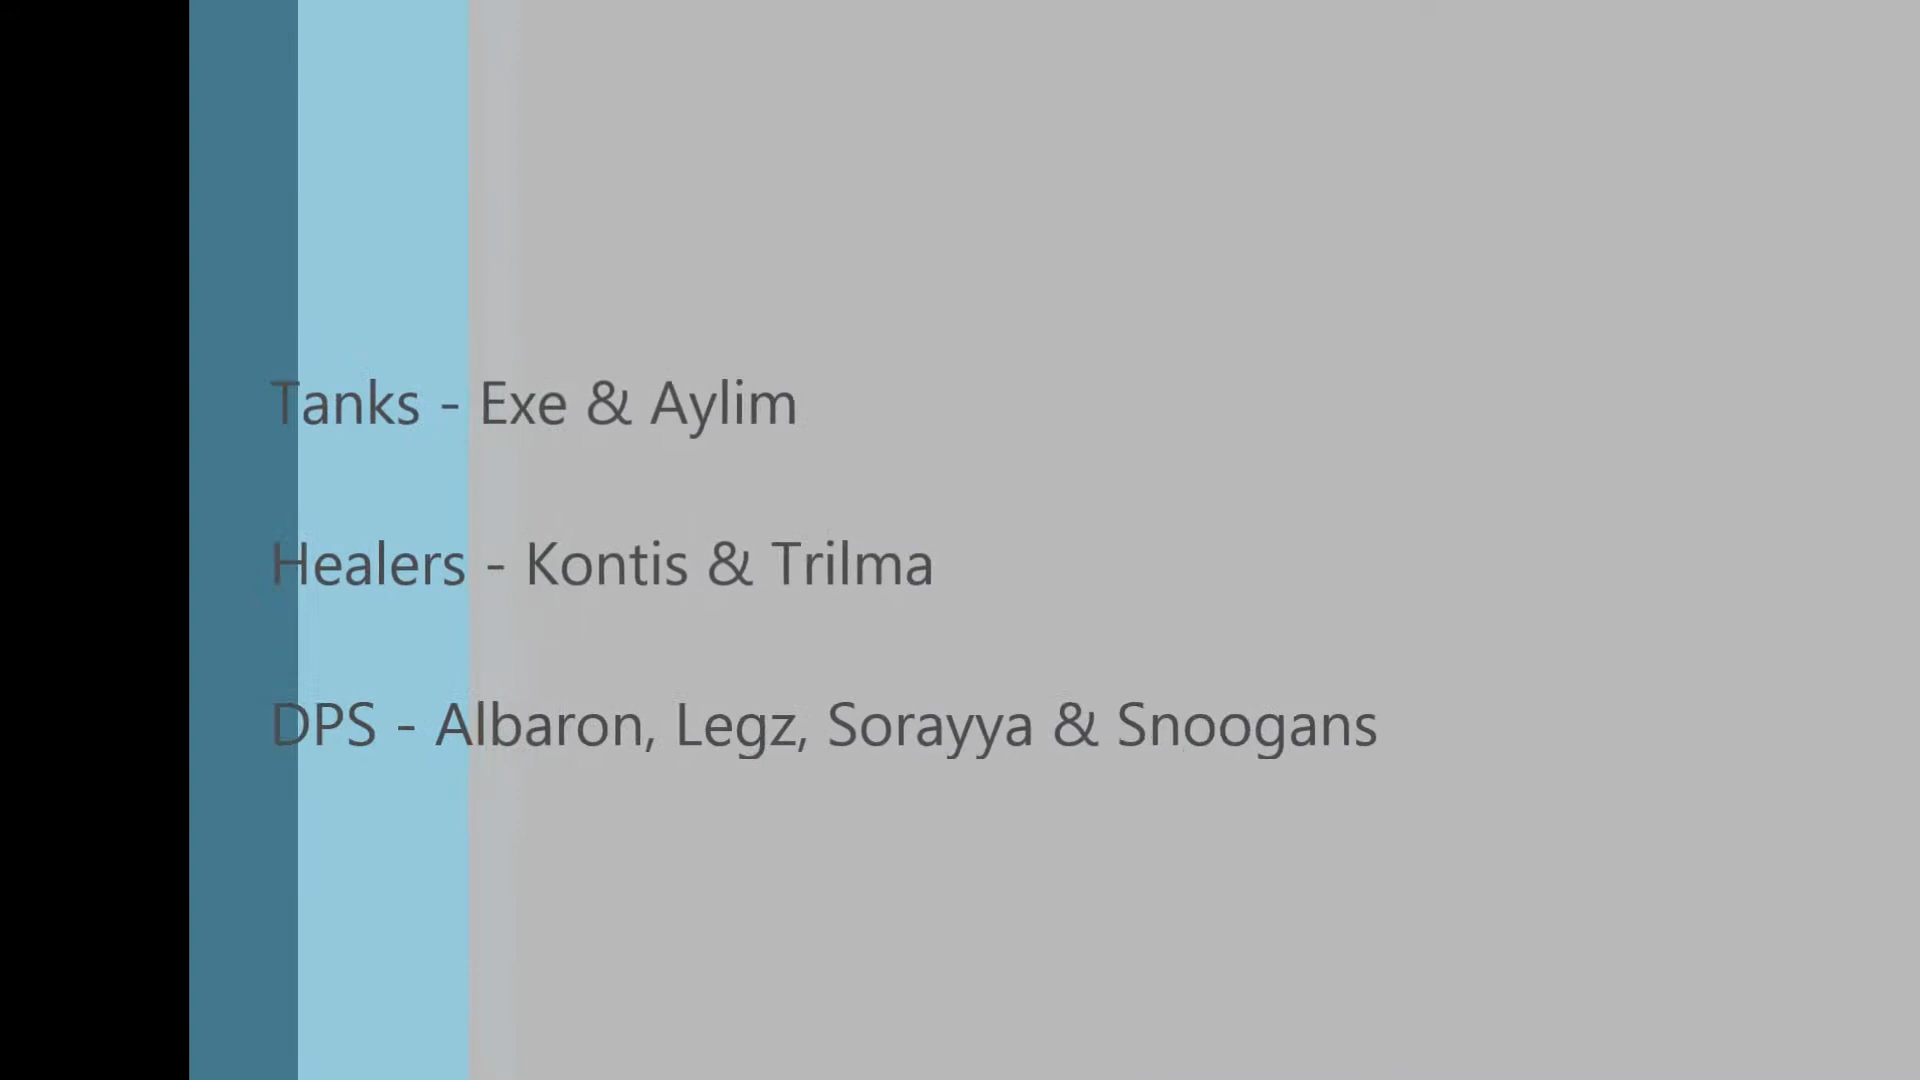 Tanks - Exe & Aylim
Healers - Kontis & Trilma
DPS - Albaron, Legz, Sorayya & Snoogans